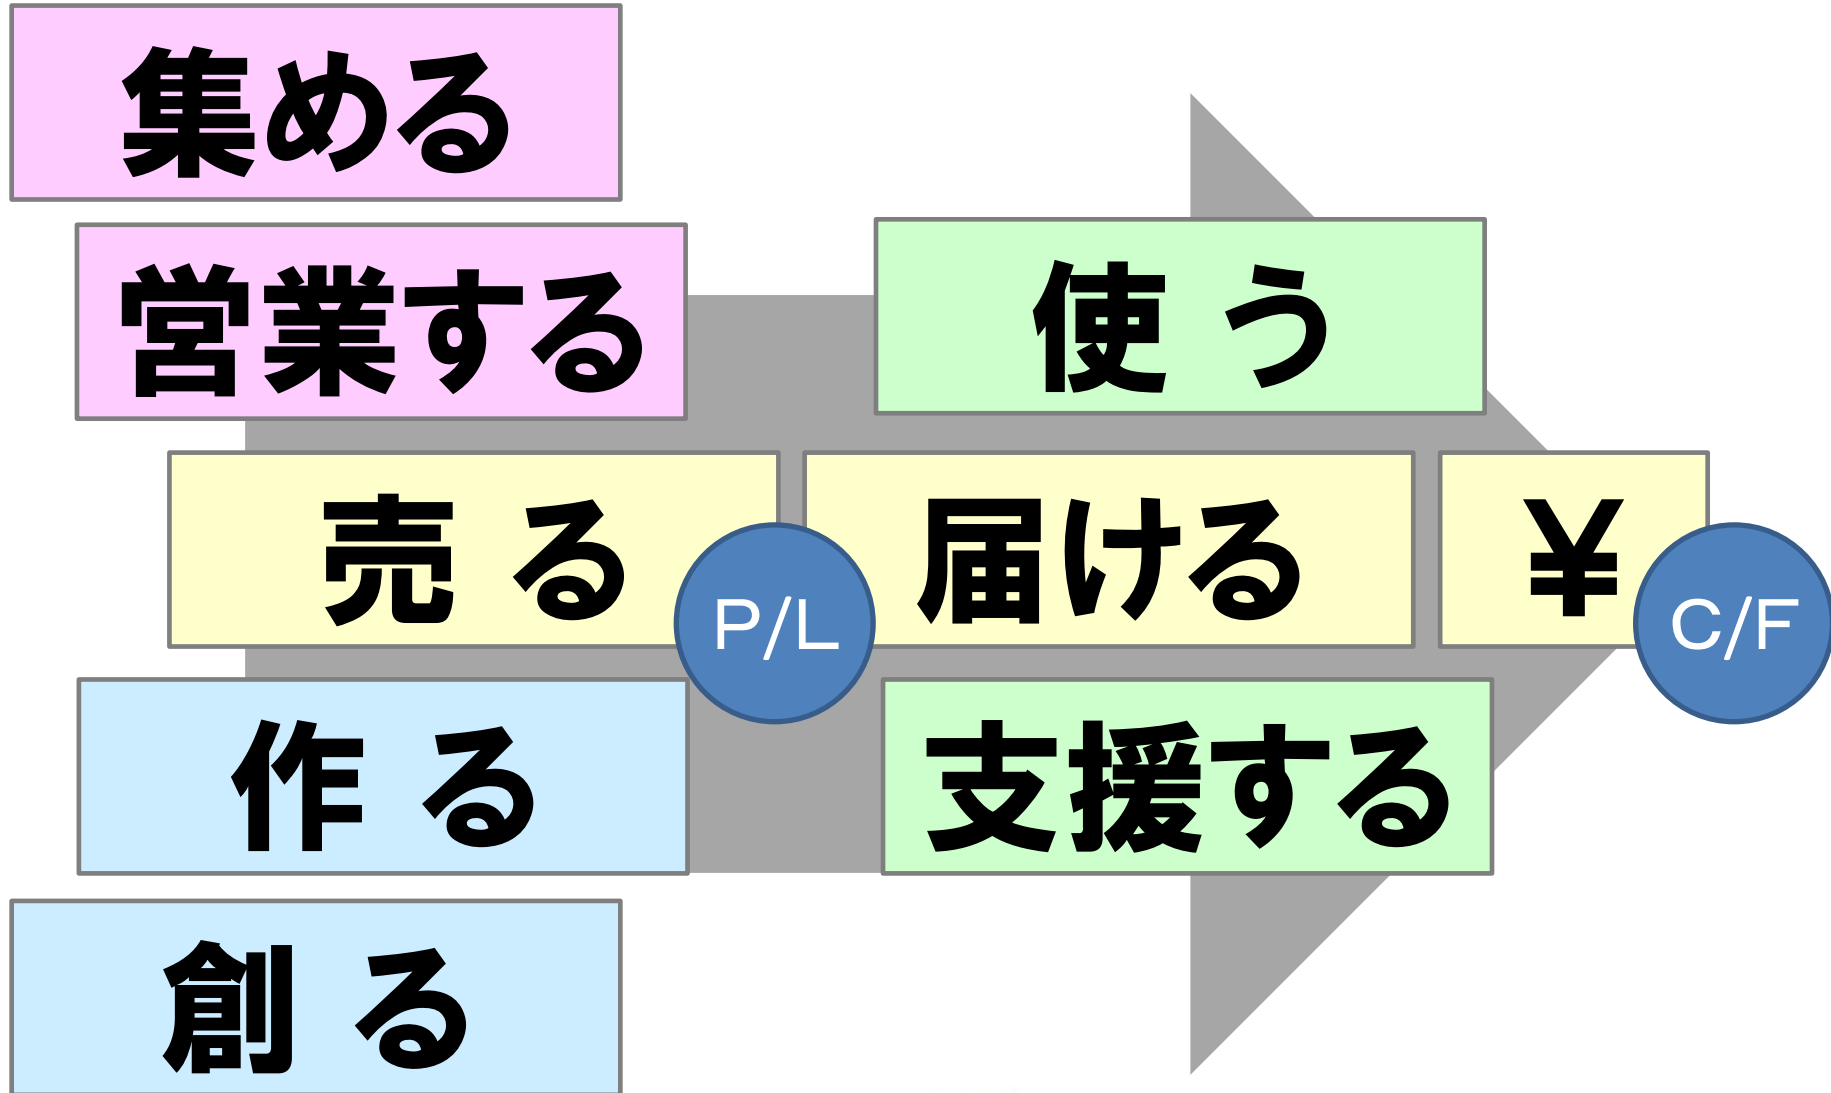 集める
営業する
使 う
売 る
届ける
￥
P/L
C/F
作 る
支援する
創 る